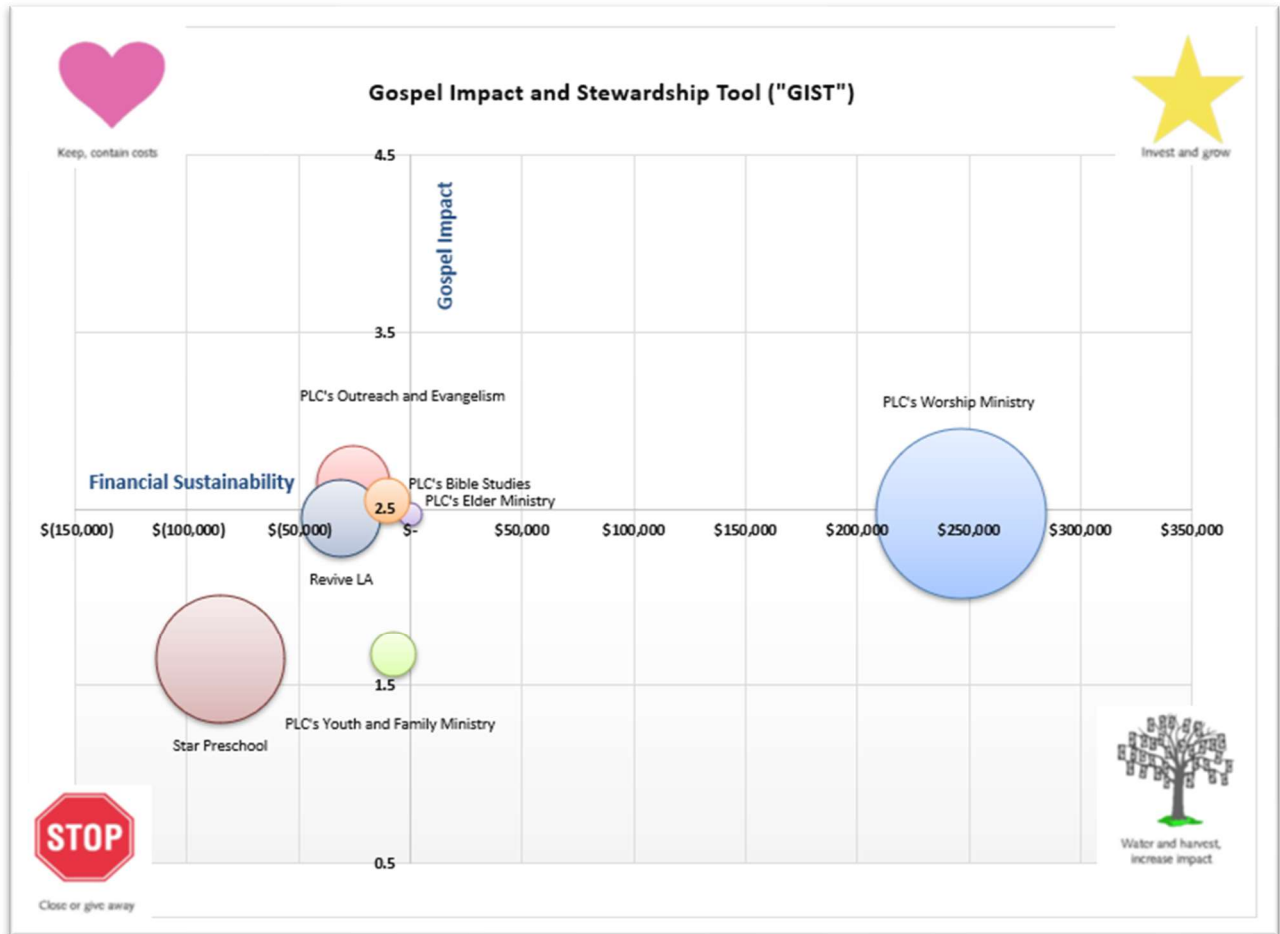 Gospel Impact and Stewardship Tool ("GIST")
Keep, contain costs
Invest and grow
4.5
Gospel Impact
3.5
PLC's Outreach and Evangelism
PLC's Worship Ministry
Financial Sustainability
PLC's Bible Studies
PLC's Elder Ministry
2.5
$(150,000)
$(100,000)
$(50,000)
$-
$50,000
$100,000
$150,000
$200,000
$250,000
$300,000
$350,000
Revive LA
1.5
PLC's Youth and Family Ministry
Star Preschool
STOP
Close or give away
0.5
Water and harvest,
increase impact